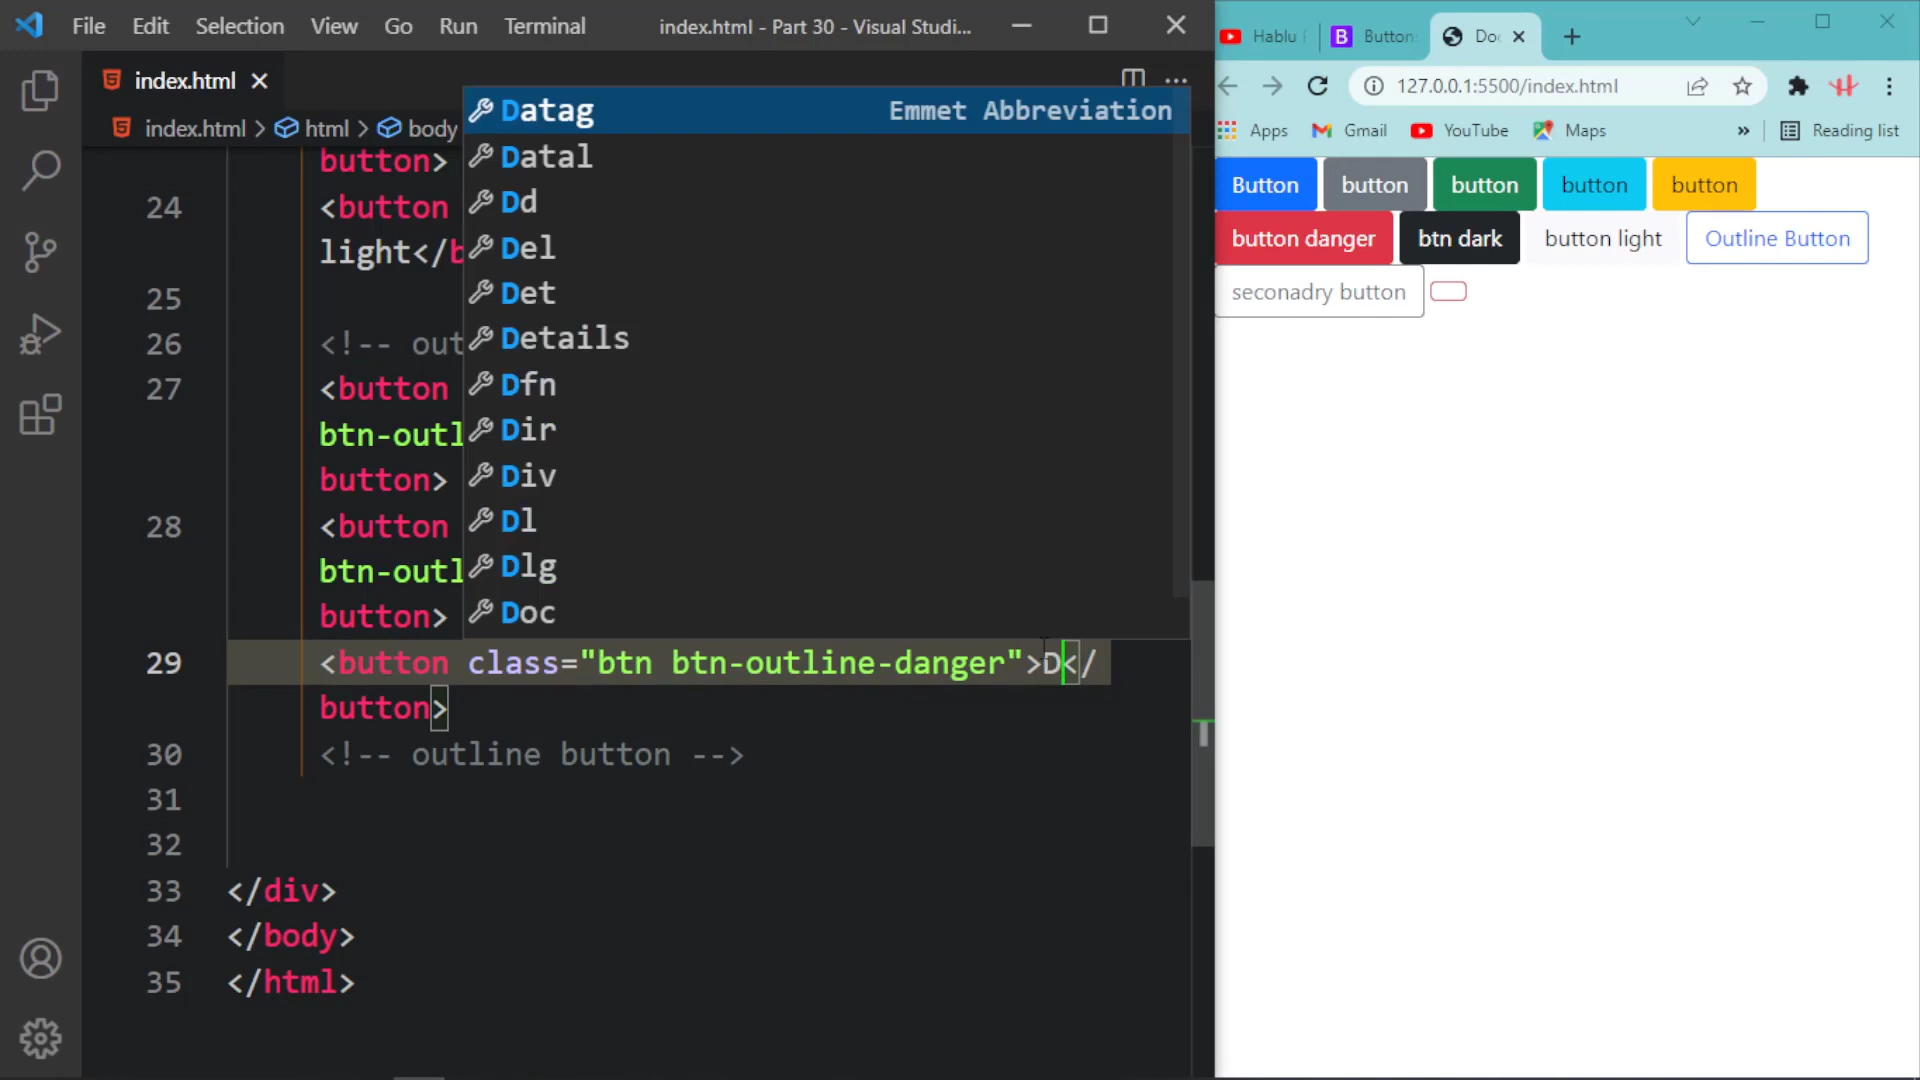 File Edit Selection View Go Run Terminal index.html - Part 30 - Visual Studi...
index.html
index.html > html > body
button>
24 <button
light</b
25
26 <!-- out
27 <button
btn-outl
button>
28 <button
btn-outl
button>
29 <button class="btn btn-outline-danger">D</
button>
30 <!-- outline button -->
31
32
33 </div>
34 </body>
35 </html>
Datag Emmet Abbreviation
Datal
Dd
Del
Det
Details
Dfn
Dir
Div
Dl
Dlg
Doc
Hablu Button Doc
127.0.0.1:5500/index.html
Apps Gmail YouTube Maps » Reading list
Button button button button button
button danger btn dark button light Outline Button
seconadry button